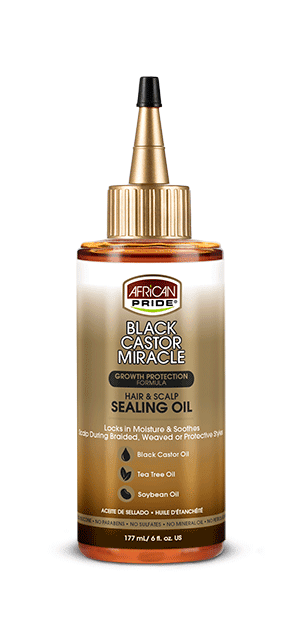 AFRICAN
PRIDE®
BLACK
CASTOR
MIRACLE
GROWTH PROTECTION
FORMULA
HAIR & SCALP
SEALING OIL
Locks in Moisture & Soothes
Scalp During Braided, Weaved or Protective Styles
Black Castor Oil
Tea Tree Oil
Soybean Oil
ACEITE DE SELLADO • HUILE D'ÉTANCHÉITÉ
• NO PARABENS • NO SULFATES • NO MINERAL OIL •
177 mL/ 6 fl. oz. US